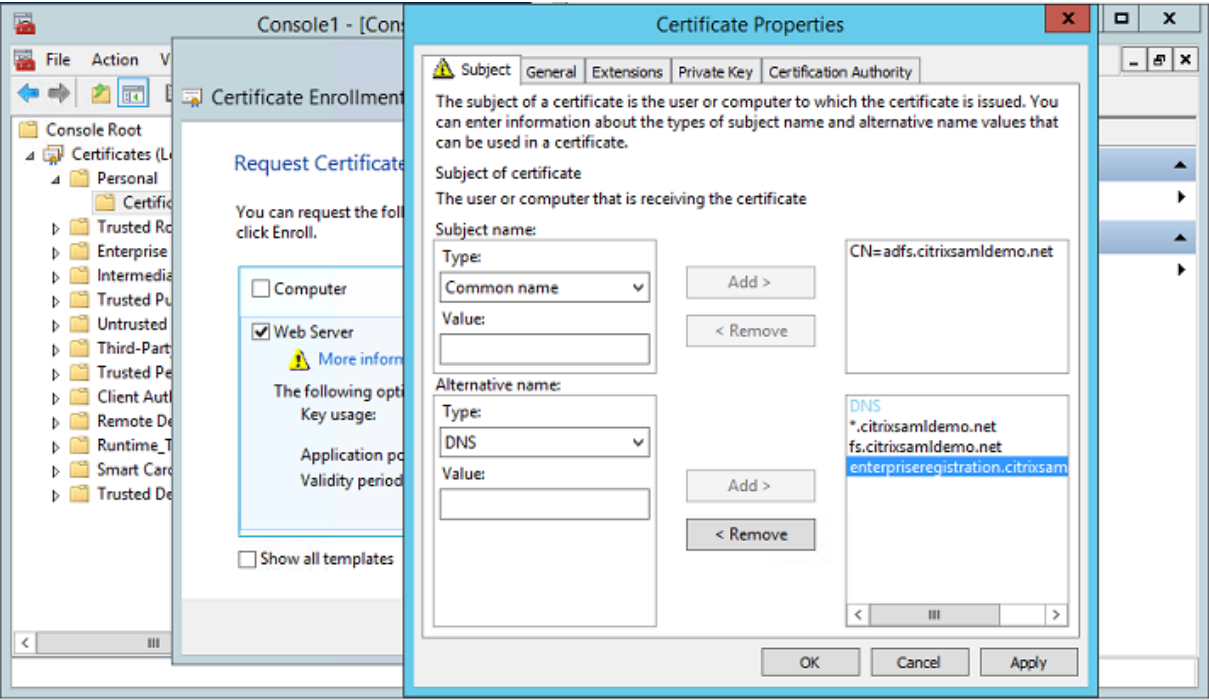 Console1 - [Cons
Certificate Properties
File Action V
Certificate Enrollment
Console Root
Certificates (L
Personal
Certific
Trusted Ro
Enterprise
Intermedia
Trusted Pu
Untrusted
Third-Part
Trusted Pe
Client Auth
Remote De
Runtime_T
Smart Card
Trusted De
Request Certificate
You can request the foll
click Enroll.
Computer
Web Server
More inform
The following opti
Key usage:
Application po
Validity period
Show all templates
Subject General Extensions Private Key Certification Authority
The subject of a certificate is the user or computer to which the certificate is issued. You
can enter information about the types of subject name and alternative name values that
can be used in a certificate.
Subject of certificate
The user or computer that is receiving the certificate
Subject name:
Type:
Common name
Value:
Add >
< Remove
CN=adfs.citrixsamldemo.net
Alternative name:
Type:
DNS
Value:
Add >
< Remove
DNS
*.citrixsamldemo.net
fs.citrixsamldemo.net
enterpriseregistration.citrixsam
OK Cancel Apply